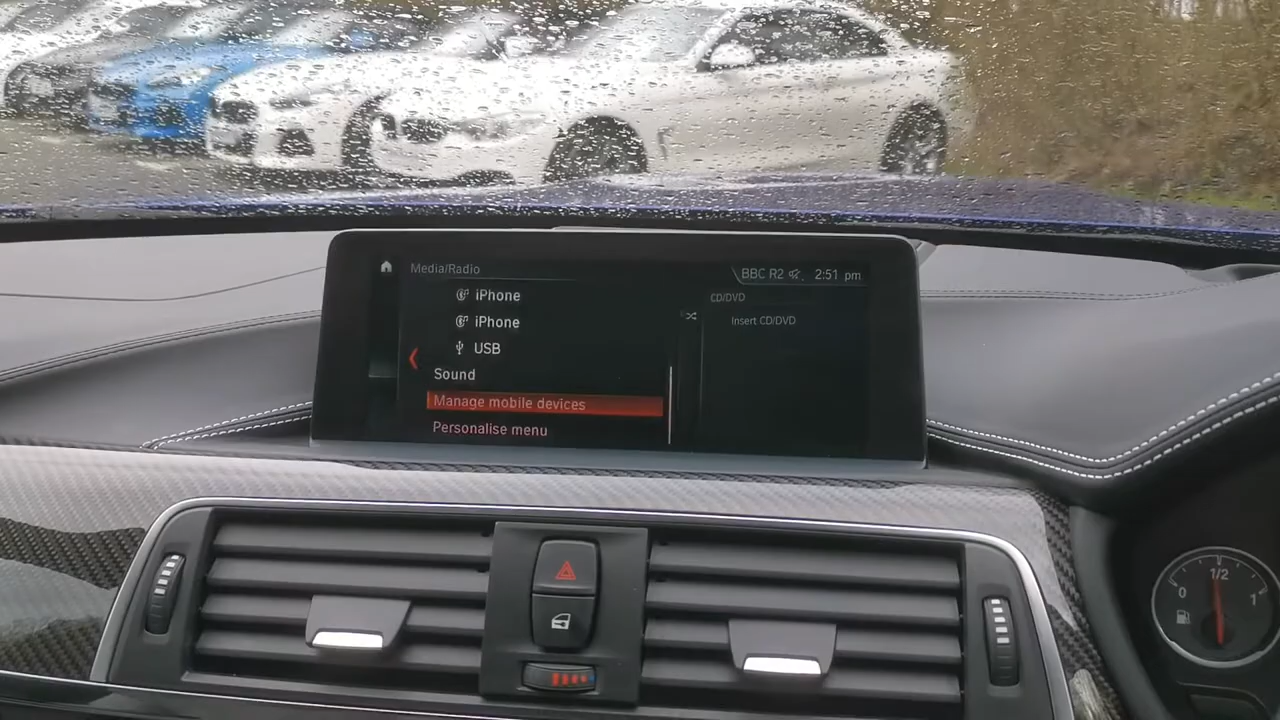 Media/Radio
BBC R2 2:51 pm
iPhone
iPhone
USB
Sound
Manage mobile devices
Personalise menu
CD/DVD
Insert CD/DVD
0 1/2 1